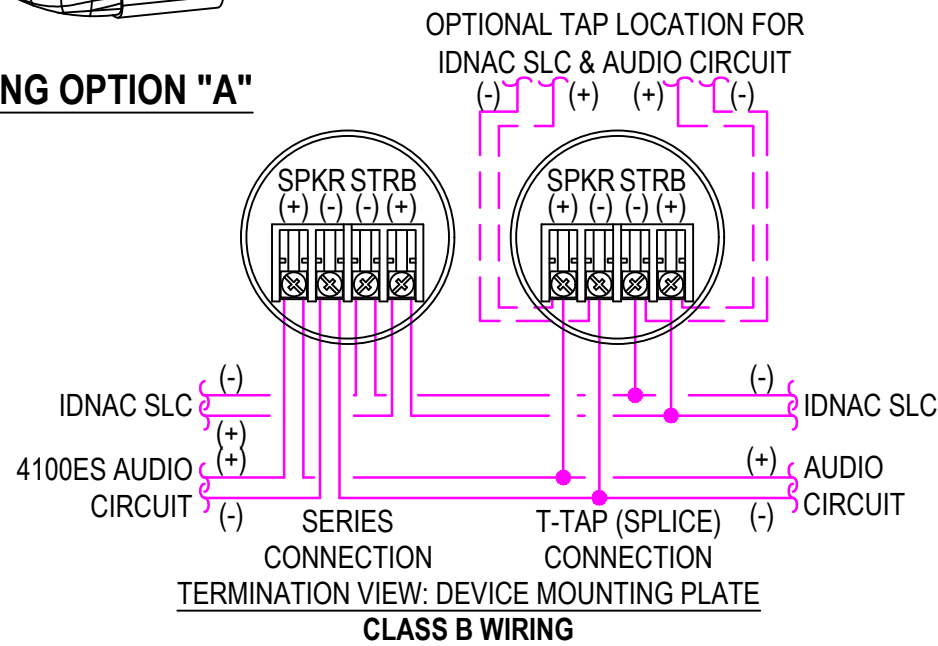 OPTIONAL TAP LOCATION FOR
IDNAC SLC & AUDIO CIRCUIT
(-) (+) (+) (-)
NG OPTION "A"
SPKR STRB
(+) (-) (-) (+)
SPKR STRB
(+) (-) (-) (+)
(-)
IDNAC SLC
(+)
(-)
IDNAC SLC
4100ES AUDIO (+)
CIRCUIT (-)
(+) AUDIO
(-) CIRCUIT
SERIES
CONNECTION
T-TAP (SPLICE)
CONNECTION
TERMINATION VIEW: DEVICE MOUNTING PLATE
CLASS B WIRING